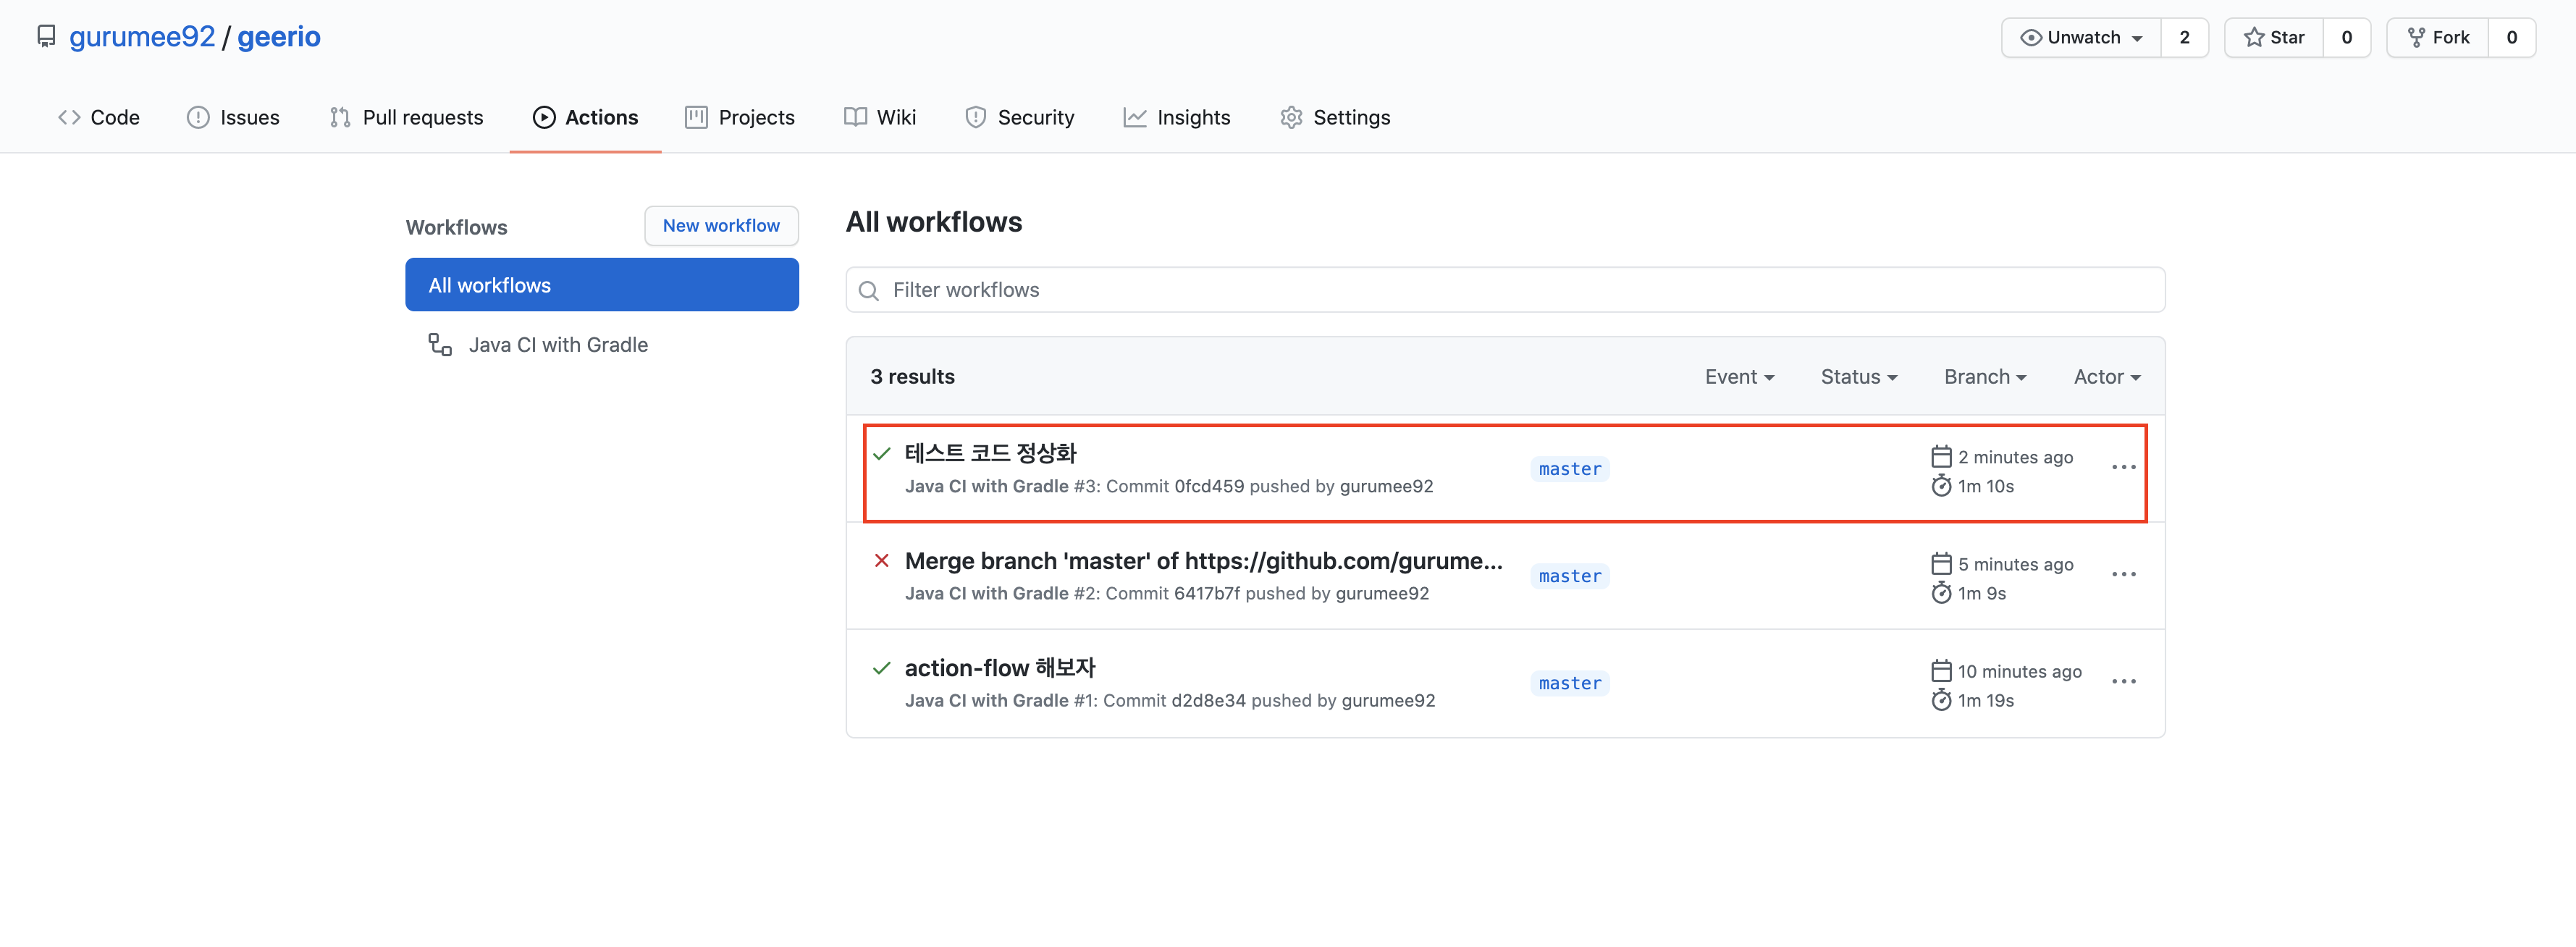 gurumee92 / geerio
Unwatch 2 Star 0 Fork 0
Code Issues Pull requests Actions Projects Wiki Security Insights Settings
Workflows New workflow
All workflows
Java CI with Gradle
All workflows
Filter workflows
3 results Event Status Branch Actor
테스트 코드 정상화
Java CI with Gradle #3: Commit 0fcd459 pushed by gurumee92
master
2 minutes ago
1m 10s
Merge branch 'master' of https://github.com/gurume...
Java CI with Gradle #2: Commit 6417b7f pushed by gurumee92
master
5 minutes ago
1m 9s
action-flow 해보자
Java CI with Gradle #1: Commit d2d8e34 pushed by gurumee92
master
10 minutes ago
1m 19s